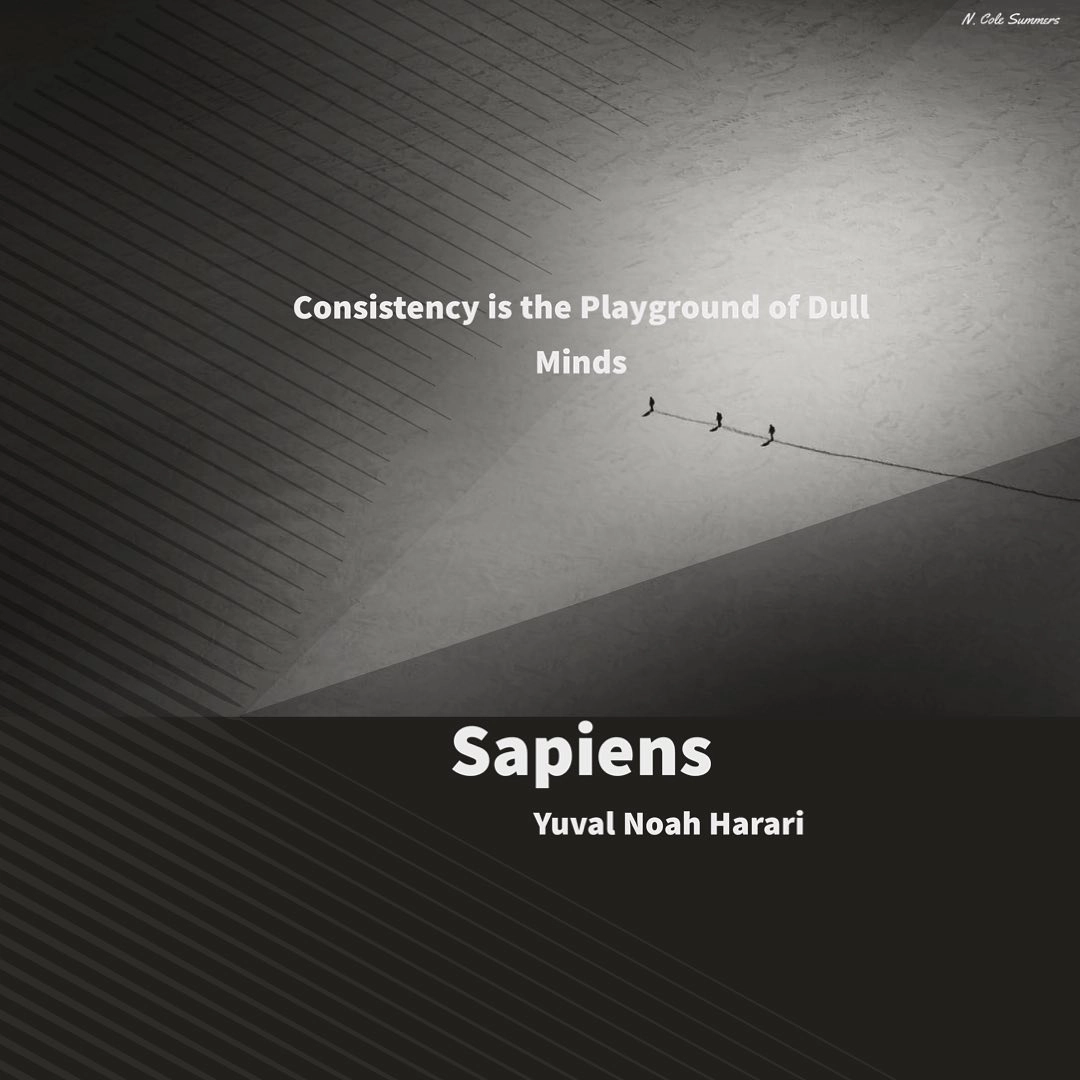 N. Cole Summers
Consistency is the Playground of Dull
Minds
Sapiens
Yuval Noah Harari